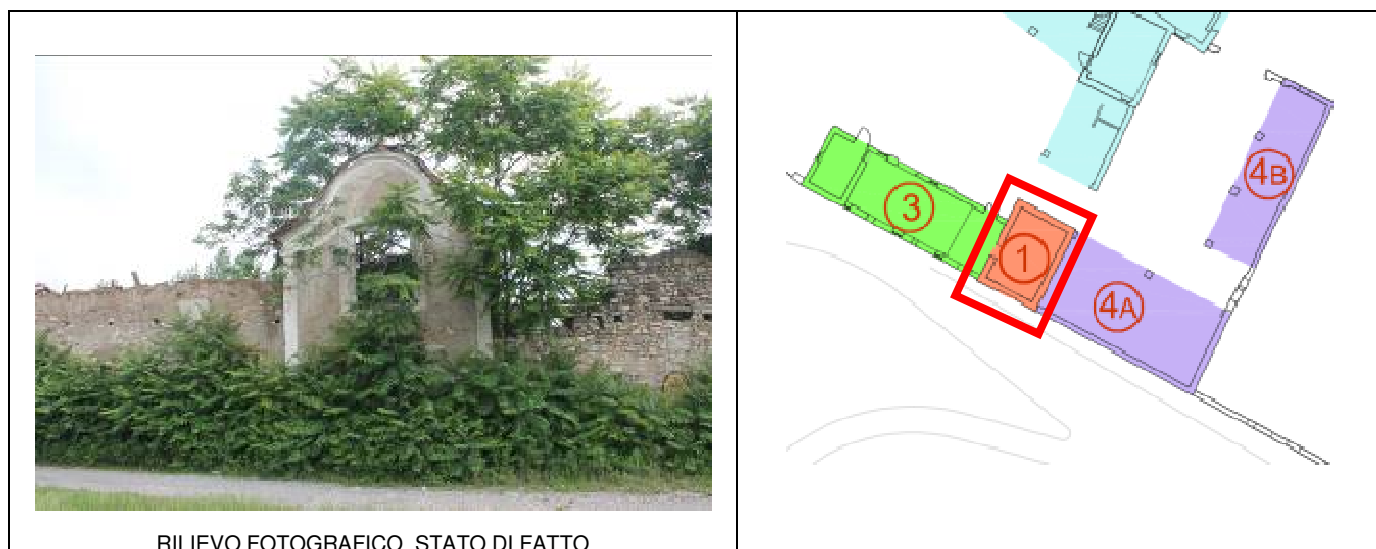 RILIEVO FOTOGRAFICO STATO DI FATTO
3
1
4A
4B